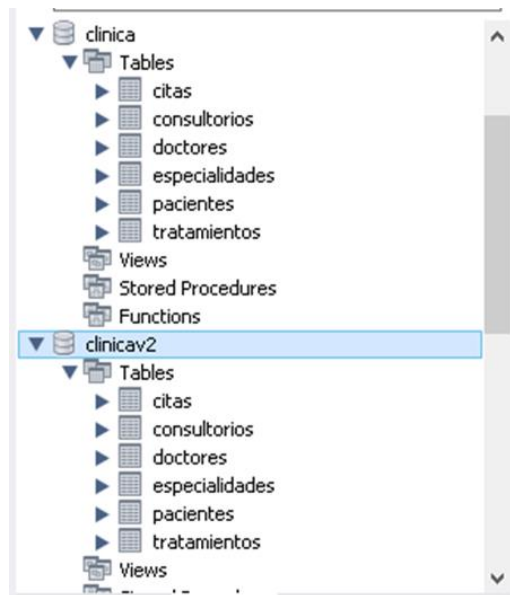 clinica
Tables
citas
consultorios
doctores
especialidades
pacientes
tratamientos
Views
Stored Procedures
Functions
clinicav2
Tables
citas
consultorios
doctores
especialidades
pacientes
tratamientos
Views